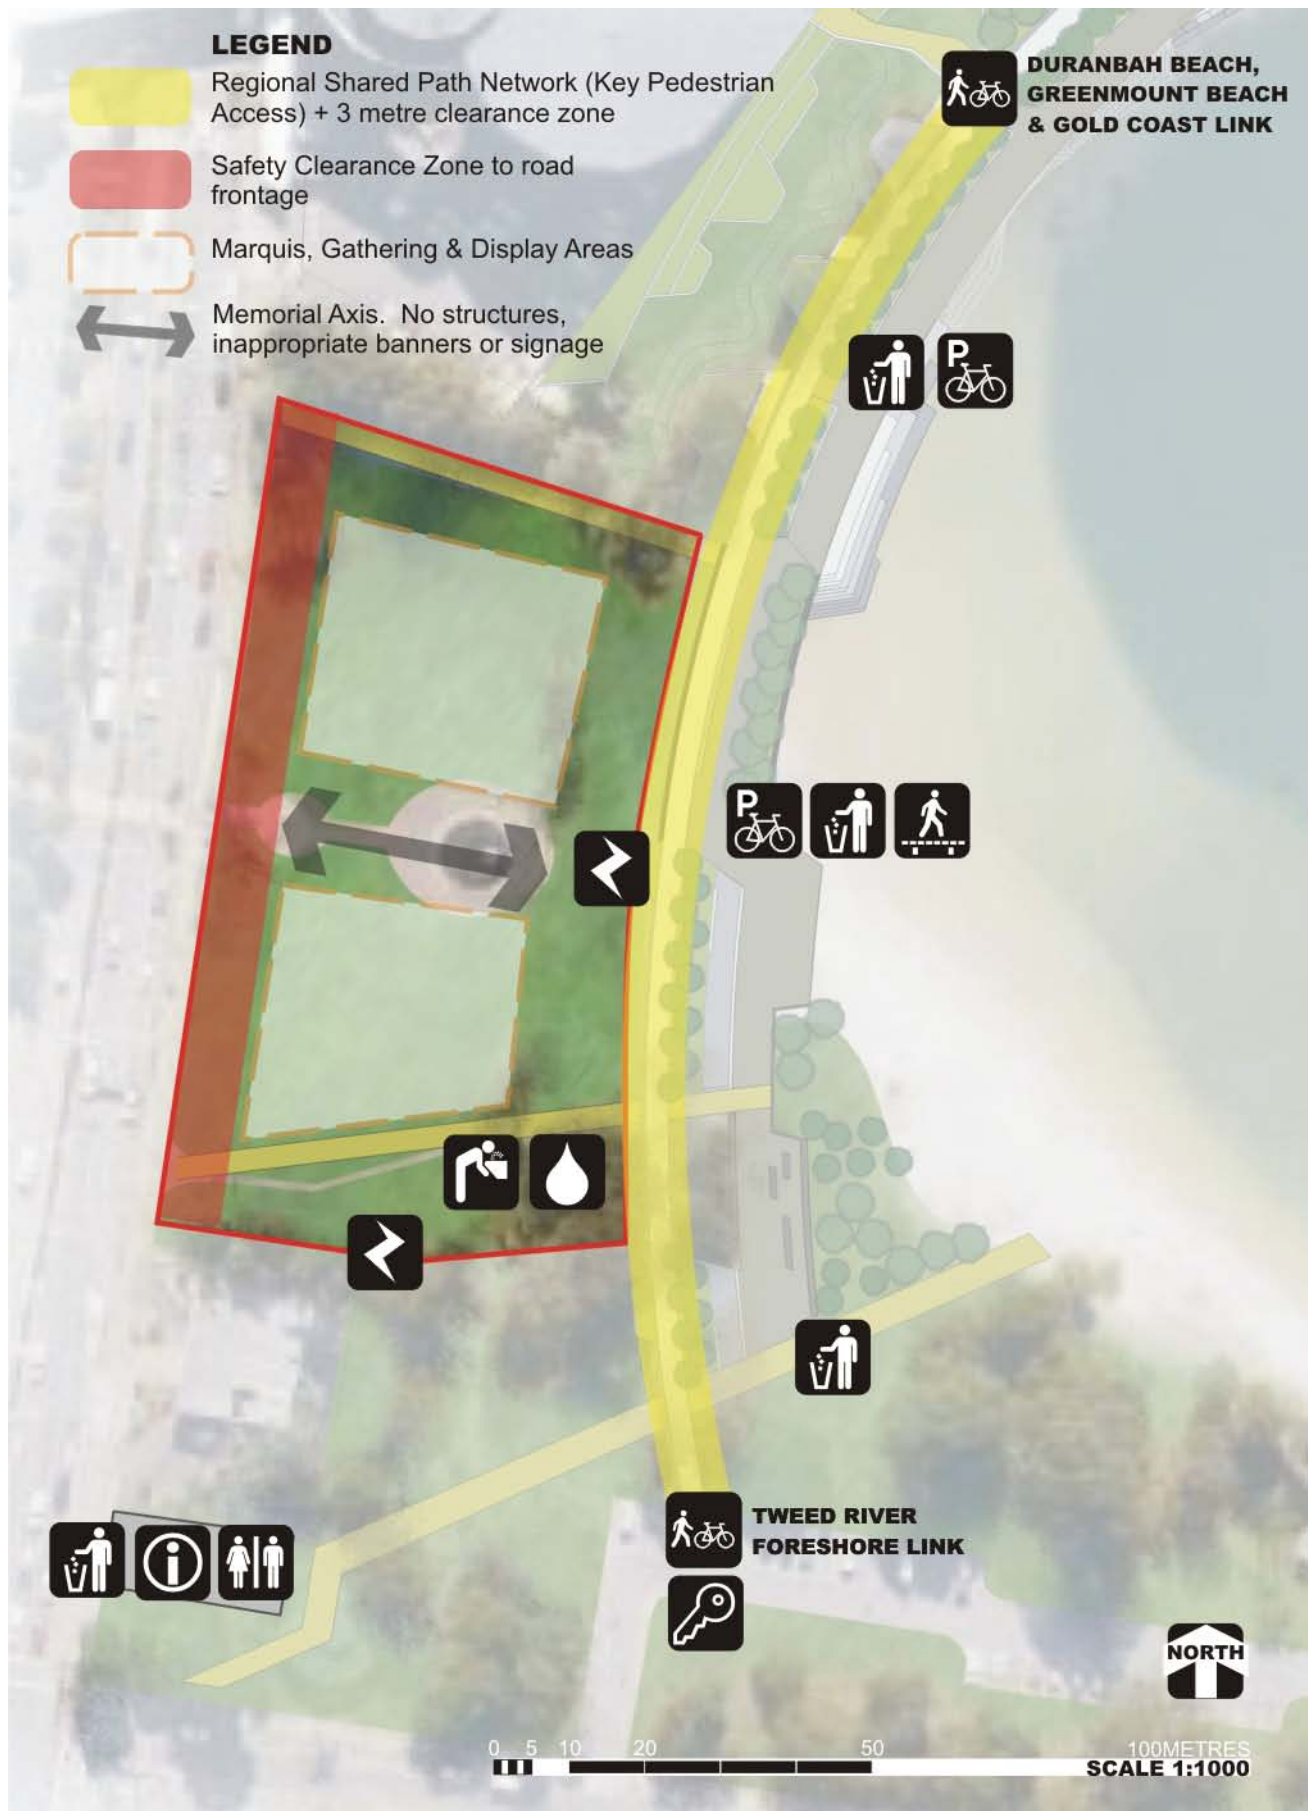 LEGEND
Regional Shared Path Network (Key Pedestrian
Access) + 3 metre clearance zone
Safety Clearance Zone to road
frontage
Marquis, Gathering & Display Areas
Memorial Axis.  No structures,
inappropriate banners or signage
DURANBAH BEACH,
GREENMOUNT BEACH
& GOLD COAST LINK
P
P
TWEED RIVER
FORESHORE LINK
NORTH
0 5 10 20 50 100METRES
SCALE 1:1000